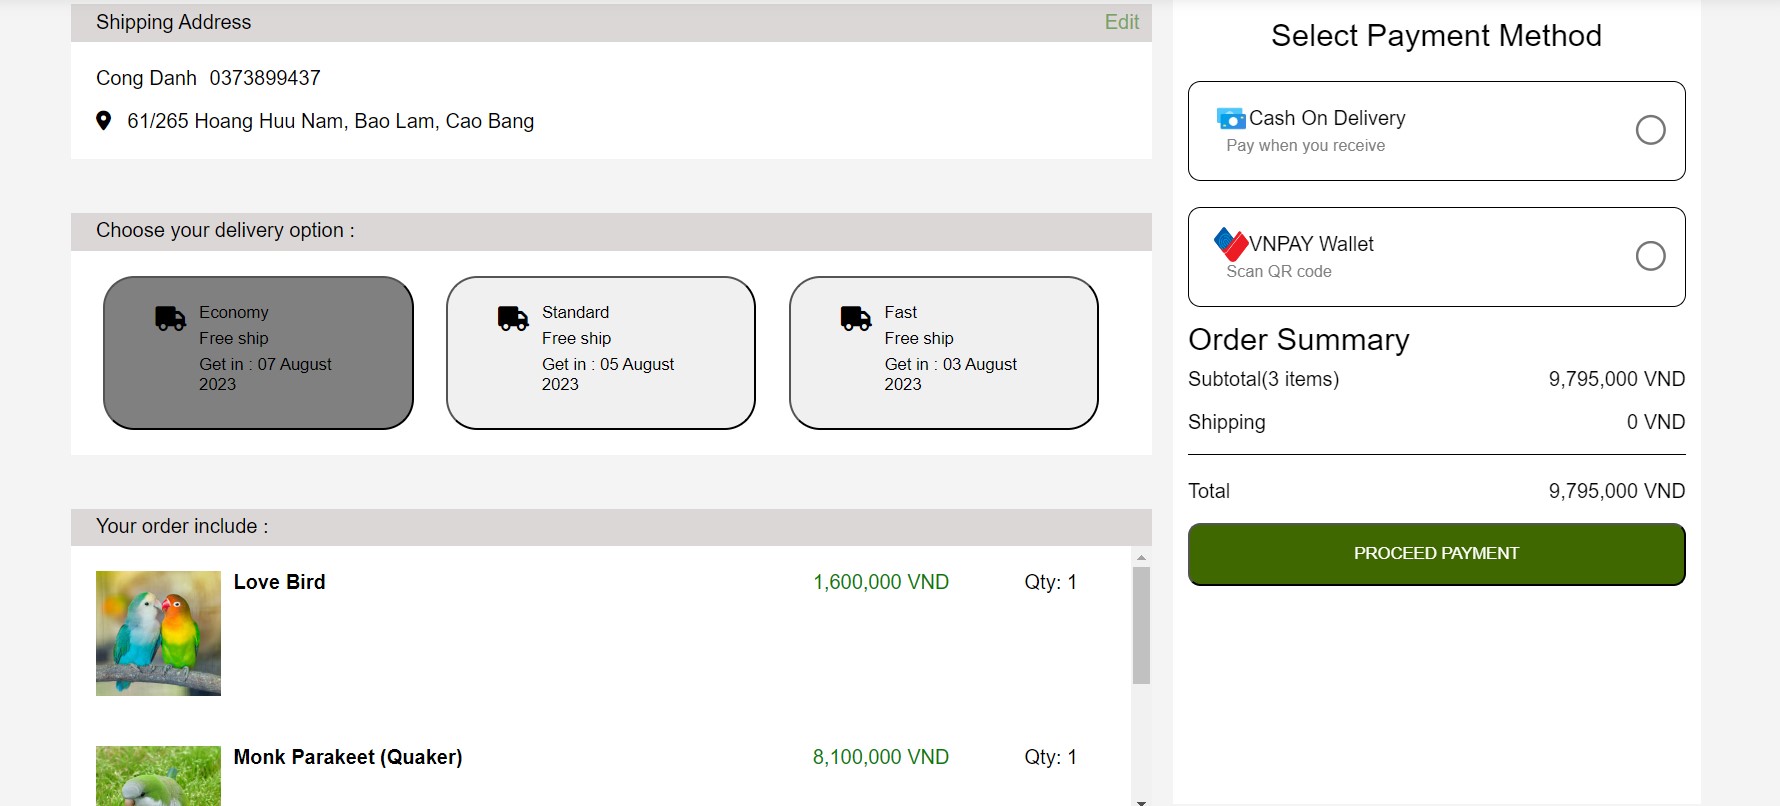 Shipping Address
Edit
Cong Danh 0373899437
61/265 Hoang Huu Nam, Bao Lam, Cao Bang
Choose your delivery option :
Economy
Free ship
Get in : 07 August
2023
Standard
Free ship
Get in : 05 August
2023
Fast
Free ship
Get in : 03 August
2023
Your order include :
Love Bird
1,600,000 VND
Qty: 1
Monk Parakeet (Quaker)
8,100,000 VND
Qty: 1
Select Payment Method
Cash On Delivery
Pay when you receive
VNPAY Wallet
Scan QR code
Order Summary
Subtotal(3 items)
9,795,000 VND
Shipping
0 VND
Total
9,795,000 VND
PROCEED PAYMENT